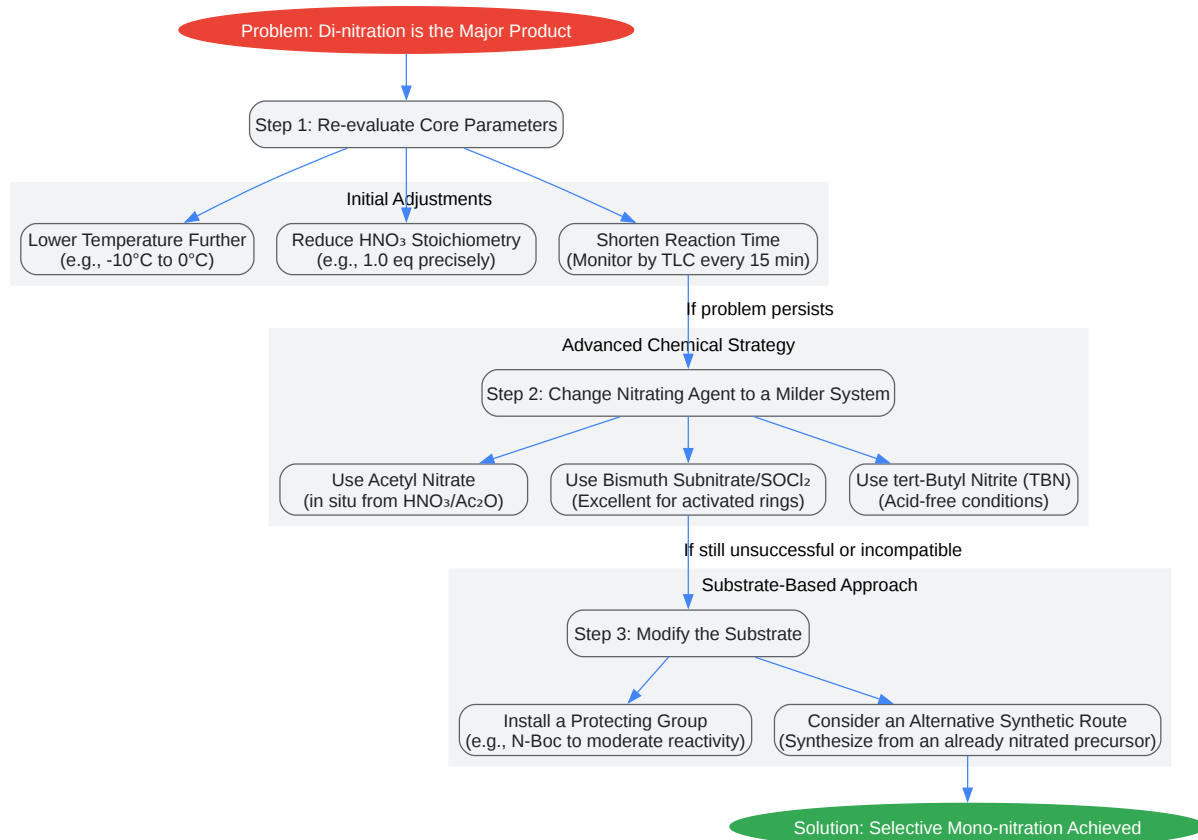 Problem: Di-nitration is the Major Product
Step 1: Re-evaluate Core Parameters
Initial Adjustments
Lower Temperature Further
(e.g., -10°C to 0°C)
Reduce HNO₃ Stoichiometry
(e.g., 1.0 eq precisely)
Shorten Reaction Time
(Monitor by TLC every 15 min)
If problem persists
Advanced Chemical Strategy
Step 2: Change Nitrating Agent to a Milder System
Use Acetyl Nitrate
(in situ from HNO₃/Ac₂O)
Use Bismuth Subnitrate/SOCl₂
(Excellent for activated rings)
Use tert-Butyl Nitrite (TBN)
(Acid-free conditions)
If still unsuccessful or incompatible
Substrate-Based Approach
Step 3: Modify the Substrate
Install a Protecting Group
(e.g., N-Boc to moderate reactivity)
Consider an Alternative Synthetic Route
(Synthesize from an already nitrated precursor)
Solution: Selective Mono-nitration Achieved